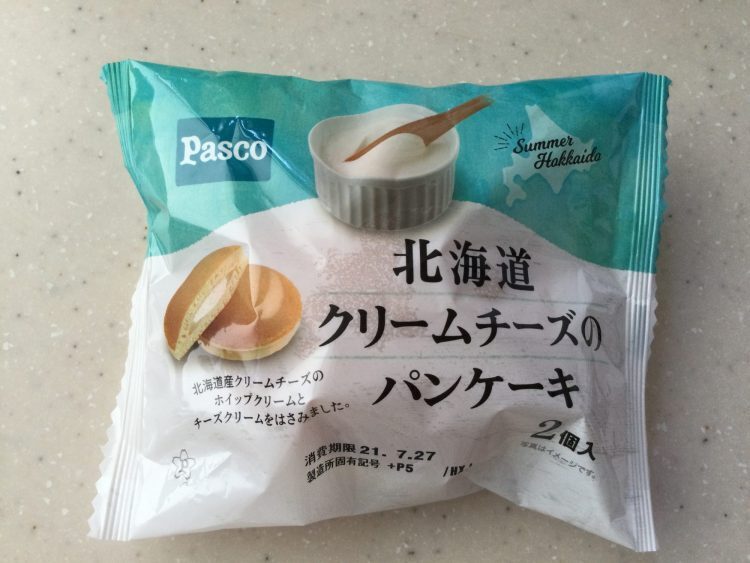 Pasco
Summer
Hokkaido
北海道
クリームチーズの
パンケーキ
北海道産クリームチーズの
ホイップクリームと
チーズクリームをはさみました。
2個入
写真はイメージです。
消費期限 21. 7.27
製造所固有記号 +P5 /HX